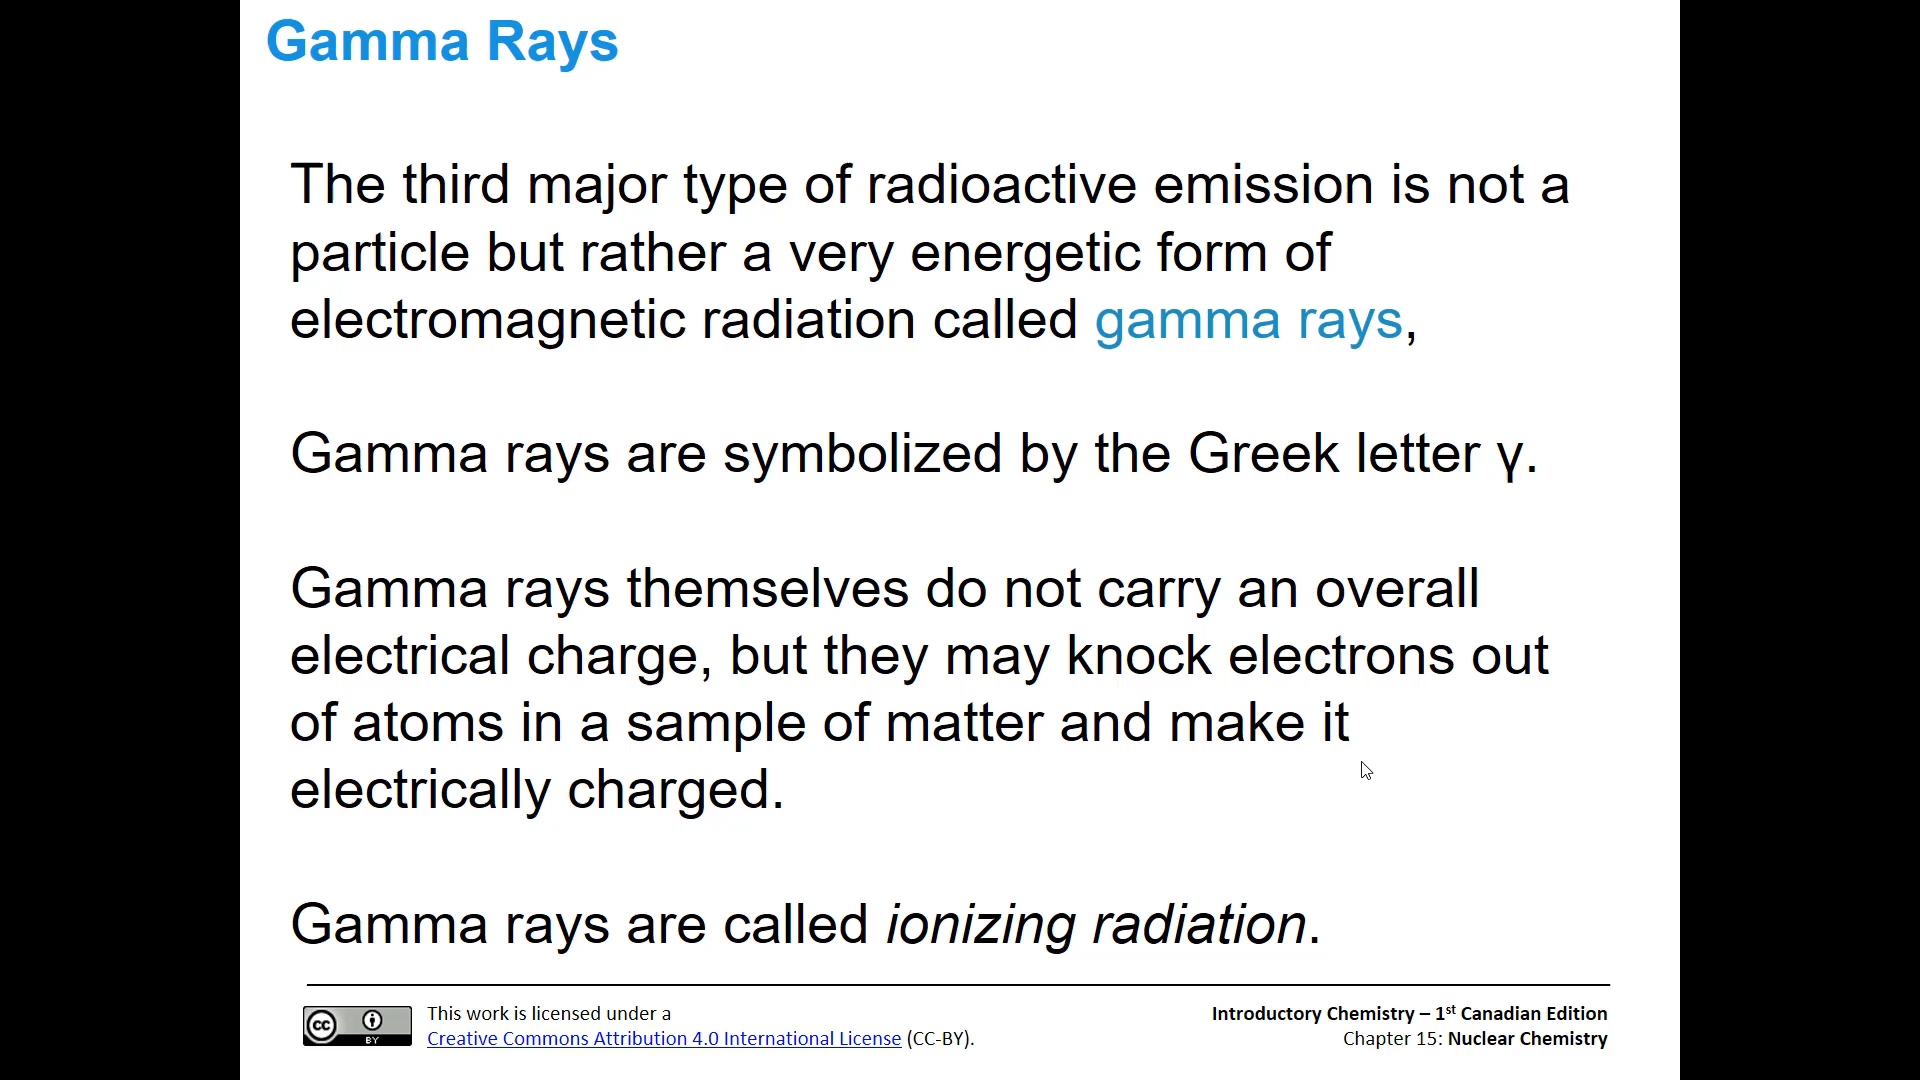 Gamma Rays
The third major type of radioactive emission is not a
particle but rather a very energetic form of
electromagnetic radiation called gamma rays,
Gamma rays are symbolized by the Greek letter γ.
Gamma rays themselves do not carry an overall
electrical charge, but they may knock electrons out
of atoms in a sample of matter and make it
electrically charged.
Gamma rays are called ionizing radiation.
cc BY
This work is licensed under a
Creative Commons Attribution 4.0 International License (CC-BY).
Introductory Chemistry – 1st Canadian Edition
Chapter 15: Nuclear Chemistry